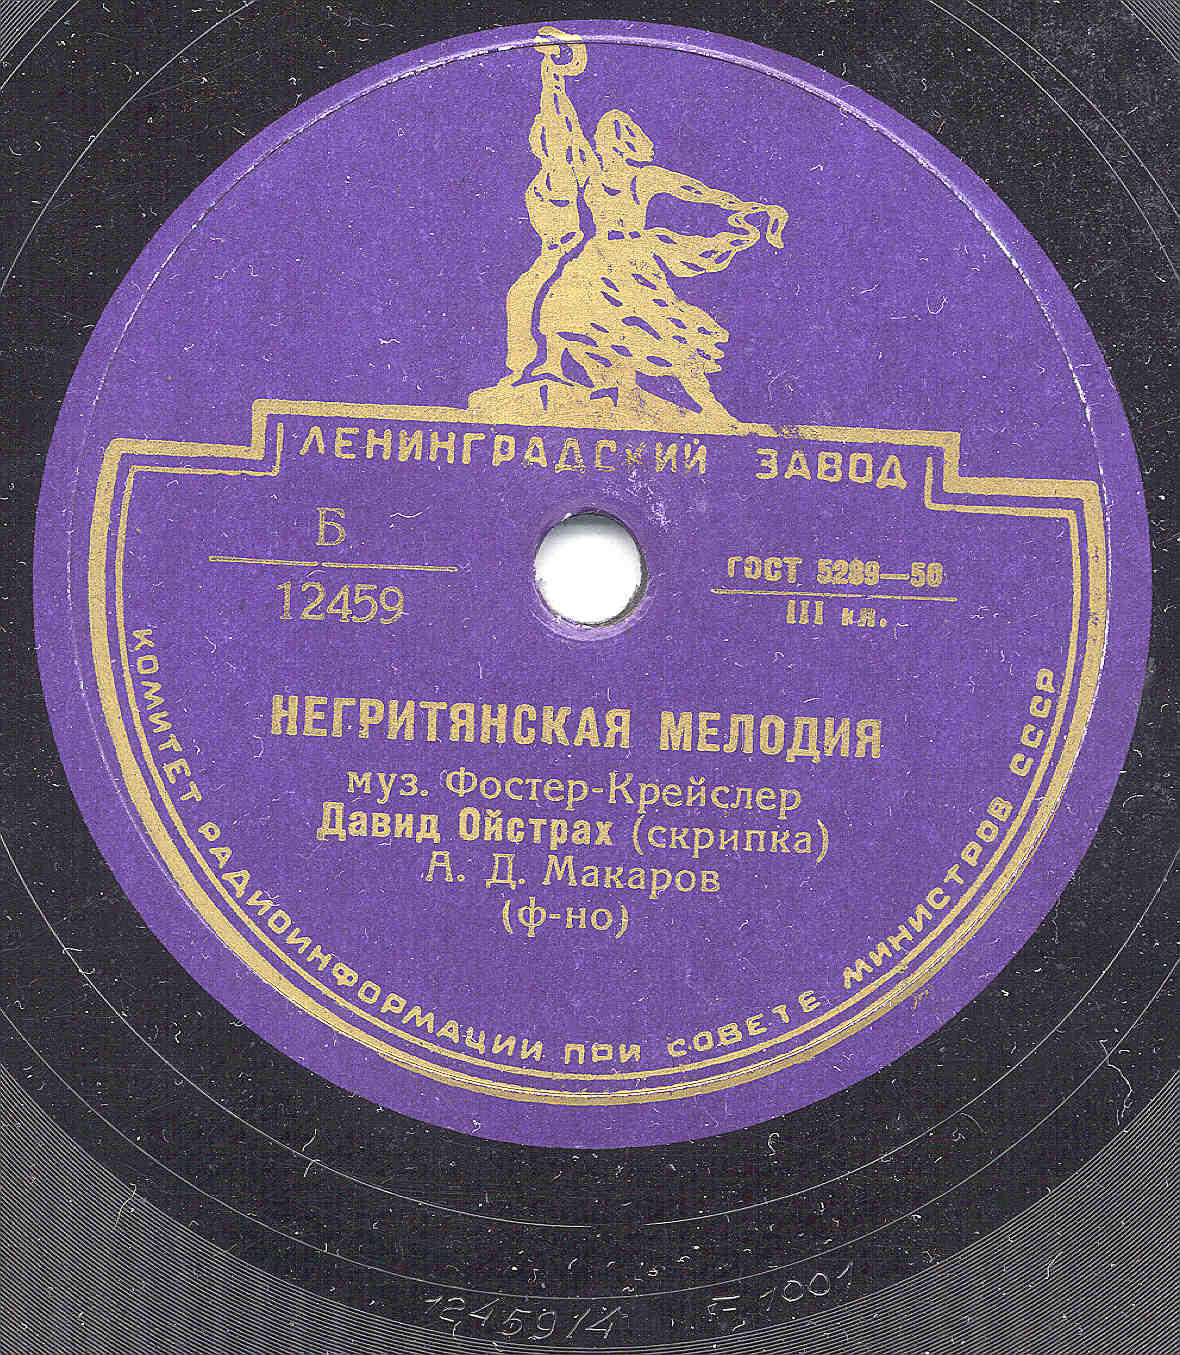 ЛЕНИНГРАДСКИЙ ЗАВОД
Б
12459
ГОСТ 5289—50
III кл.
НЕГРИТЯНСКАЯ МЕЛОДИЯ
муз. Фостер-Крейслер
Давид Ойстрах (скрипка)
А. Д. Макаров
(ф-но)
КОМИТЕТ РАДИОИНФОРМАЦИИ ПРИ СОВЕТЕ МИНИСТРОВ СССР
12459/4